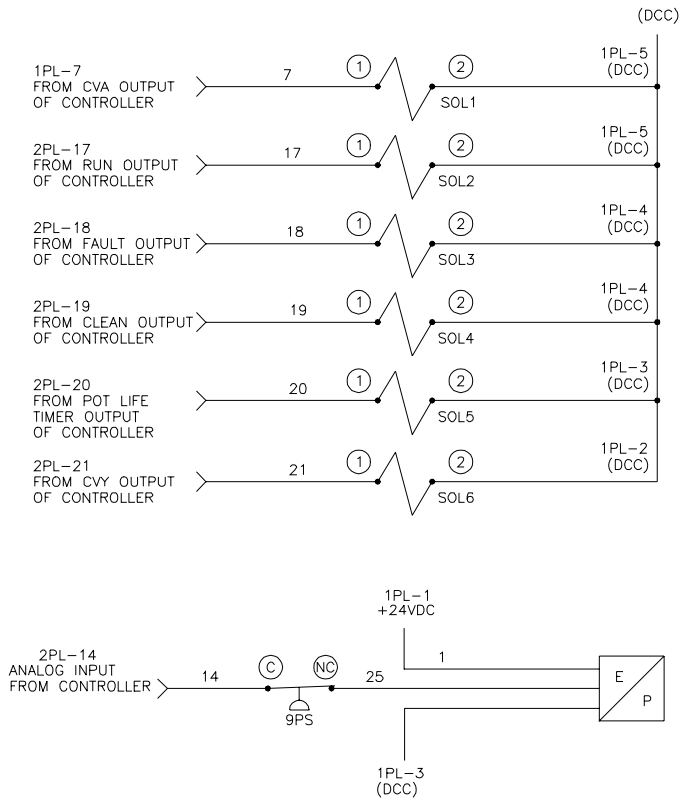 (DCC)
1PL-7
FROM CVA OUTPUT
OF CONTROLLER
7
1
2
SOL1
1PL-5
(DCC)
2PL-17
FROM RUN OUTPUT
OF CONTROLLER
17
1
2
SOL2
1PL-5
(DCC)
2PL-18
FROM FAULT OUTPUT
OF CONTROLLER
18
1
2
SOL3
1PL-4
(DCC)
2PL-19
FROM CLEAN OUTPUT
OF CONTROLLER
19
1
2
SOL4
1PL-4
(DCC)
2PL-20
FROM POT LIFE
TIMER OUTPUT
OF CONTROLLER
20
1
2
SOL5
1PL-3
(DCC)
2PL-21
FROM CVY OUTPUT
OF CONTROLLER
21
1
2
SOL6
1PL-2
(DCC)
1PL-1
+24VDC
1
2PL-14
ANALOG INPUT
FROM CONTROLLER
14
C
NC
25
9PS
E
P
1PL-3
(DCC)